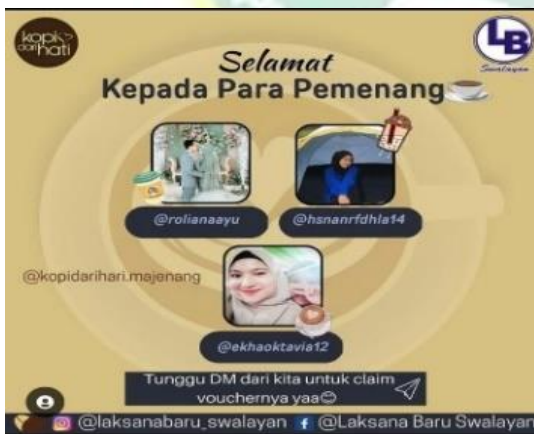 kopi
dari hati
LB
Swalayan
Selamat
Kepada Para Pemenang
@rolianaayu
@hsnanrfdhla14
@kopidarihari.majenang
@ekhaoktavia12
Tunggu DM dari kita untuk claim
vouchernya yaa😊
@laksanabaru_swalayan @Laksana Baru Swalayan